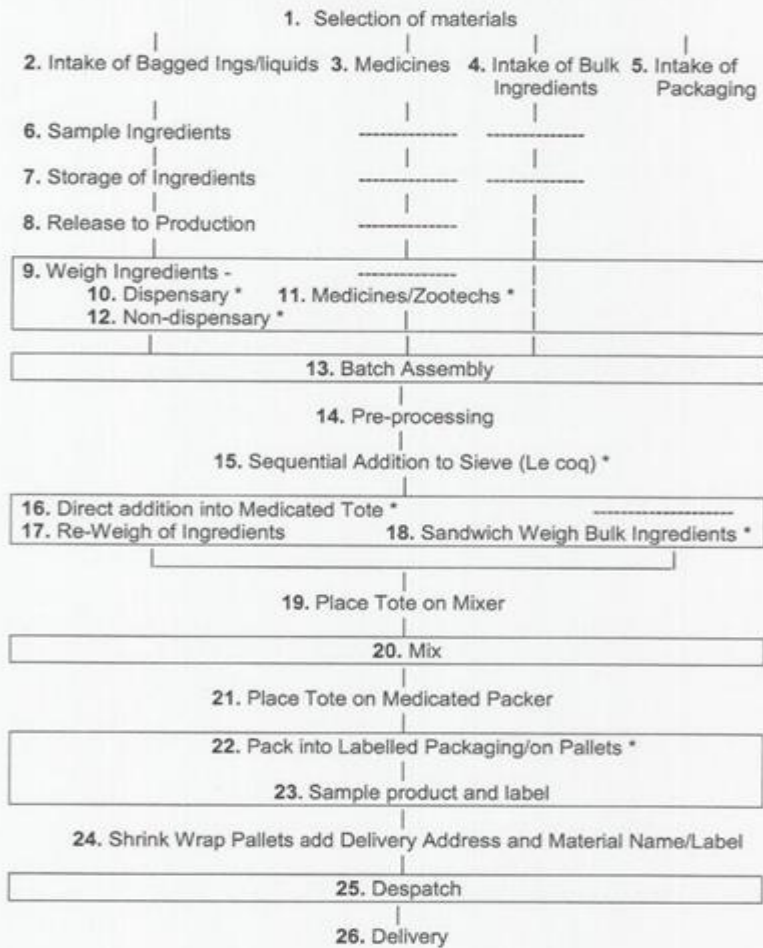 1. Selection of materials
2. Intake of Bagged Ings/liquids 3. Medicines 4. Intake of Bulk Ingredients 5. Intake of Packaging
6. Sample Ingredients
7. Storage of Ingredients
8. Release to Production
9. Weigh Ingredients -
10. Dispensary * 11. Medicines/Zootechs *
12. Non-dispensary *
13. Batch Assembly
14. Pre-processing
15. Sequential Addition to Sieve (Le coq) *
16. Direct addition into Medicated Tote *
17. Re-Weigh of Ingredients 18. Sandwich Weigh Bulk Ingredients *
19. Place Tote on Mixer
20. Mix
21. Place Tote on Medicated Packer
22. Pack into Labelled Packaging/on Pallets *
23. Sample product and label
24. Shrink Wrap Pallets add Delivery Address and Material Name/Label
25. Despatch
26. Delivery